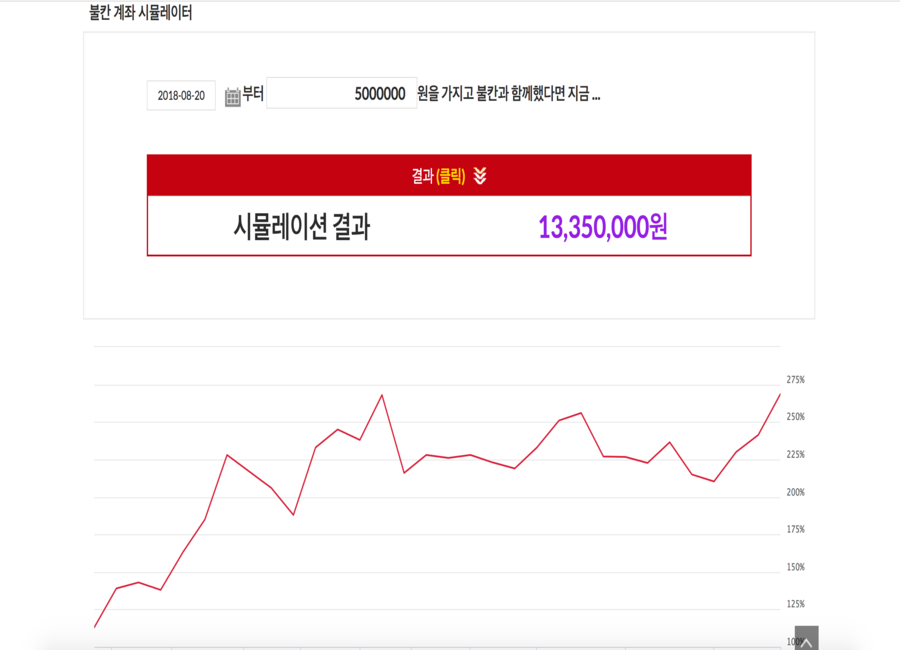 불칸 계좌 시뮬레이터
2018-08-20 부터 5000000 원을 가지고 불칸과 함께했다면 지금 ...
결과 (클릭)
시뮬레이션 결과 13,350,000원
275%
250%
225%
200%
175%
150%
125%